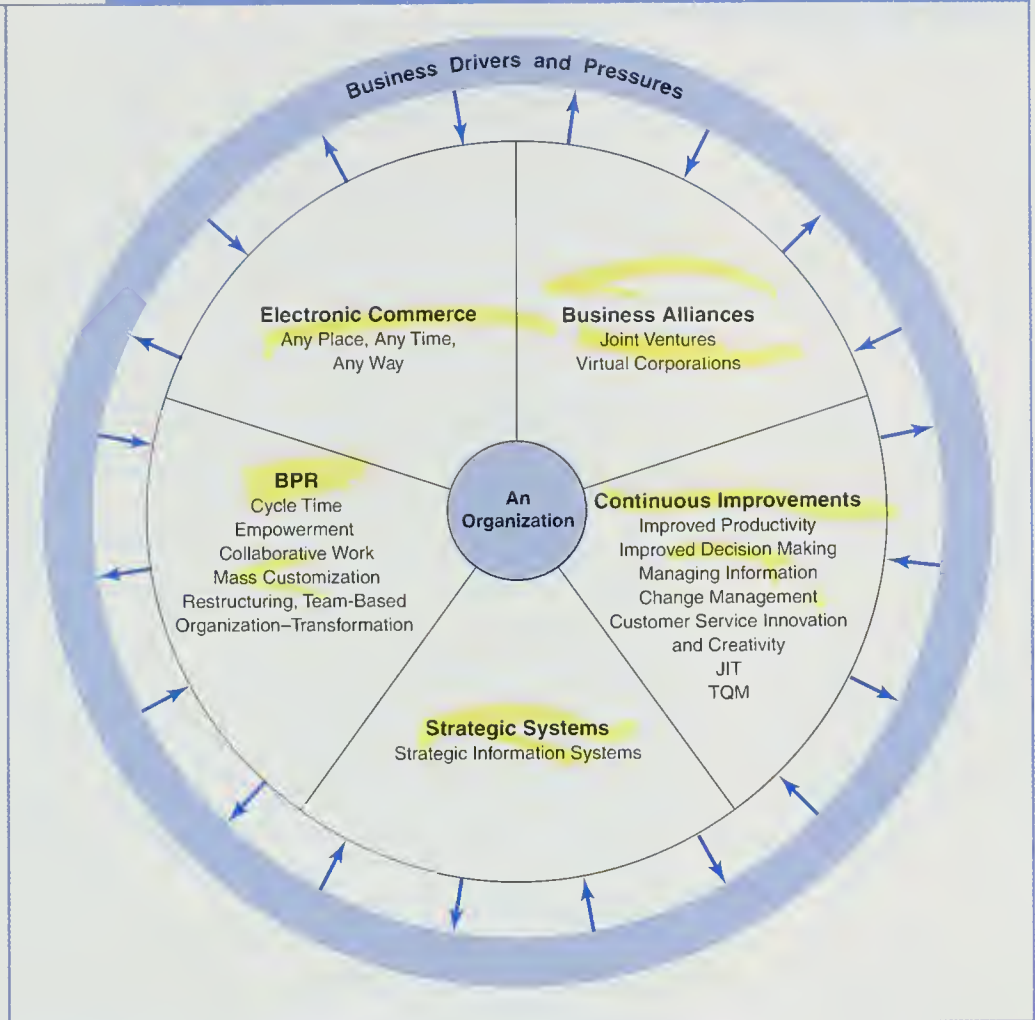 Business Drivers and Pressures
Electronic Commerce
Any Place, Any Time,
Any Way
Business Alliances
Joint Ventures
Virtual Corporations
BPR
Cycle Time
Empowerment
Collaborative Work
Mass Customization
Restructuring, Team-Based
Organization–Transformation
An
Organization
Continuous Improvements
Improved Productivity
Improved Decision Making
Managing Information
Change Management
Customer Service Innovation
and Creativity
JIT
TQM
Strategic Systems
Strategic Information Systems